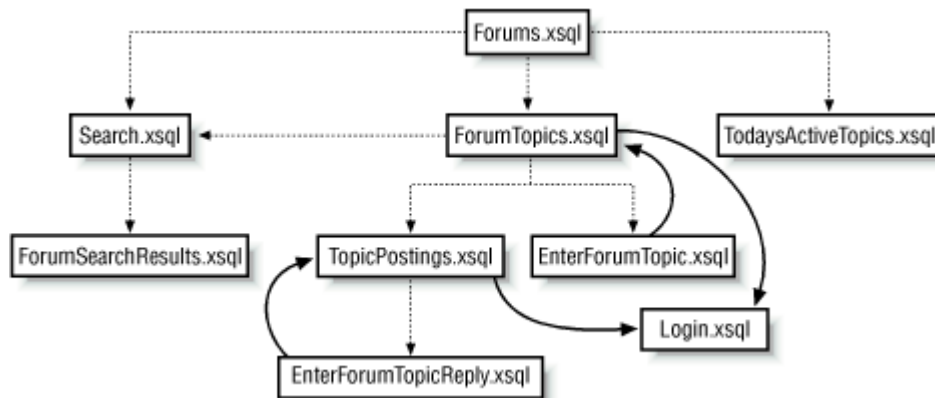 Forums.xsql
Search.xsql
ForumTopics.xsql
TodaysActiveTopics.xsql
ForumSearchResults.xsql
TopicPostings.xsql
EnterForumTopic.xsql
Login.xsql
EnterForumTopicReply.xsql